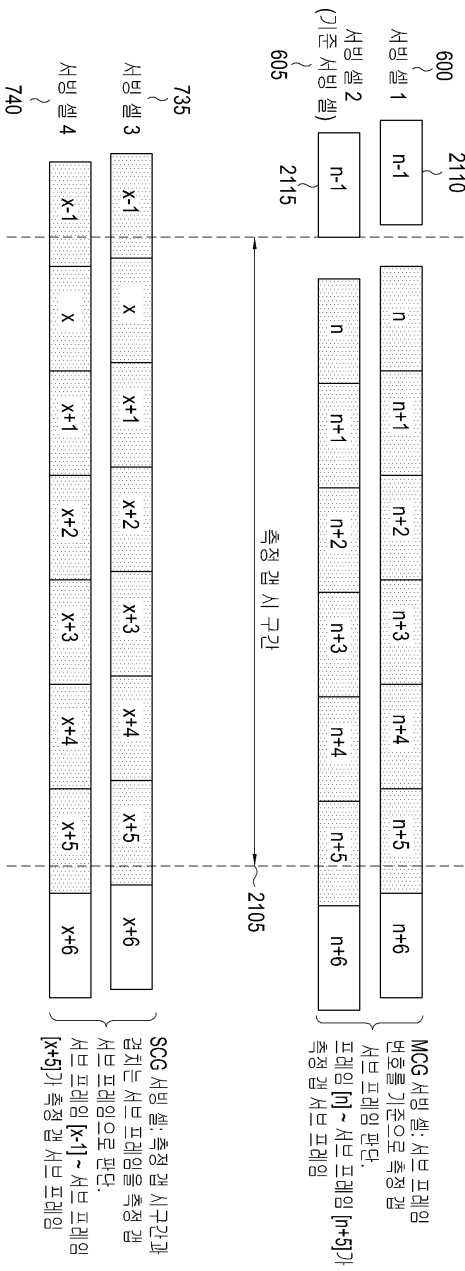 600
서빙 셀 1
2110
n-1
n
n+1
n+2
n+3
n+4
n+5
n+6
MCG 서빙 셀: 서브 프레임
번호를 기준으로 측정 갭
서브 프레임 판단.
프레임 [n] ~ 서브 프레임 [n+5]가
측정 갭 서브 프레임
서빙 셀 2
(기준 서빙 셀)
605
2115
n-1
n
n+1
n+2
n+3
n+4
n+5
n+6
측정 갭 시 구간
2105
735
서빙 셀 3
x-1
x
x+1
x+2
x+3
x+4
x+5
x+6
SCG 서빙 셀: 측정 갭 시구간과
겹치는 서브 프레임을 측정 갭
서브 프레임으로 판단.
서브 프레임 [x-1] ~ 서브 프레임
[x+5]가 측정 갭 서브 프레임
서빙 셀 4
740
x-1
x
x+1
x+2
x+3
x+4
x+5
x+6